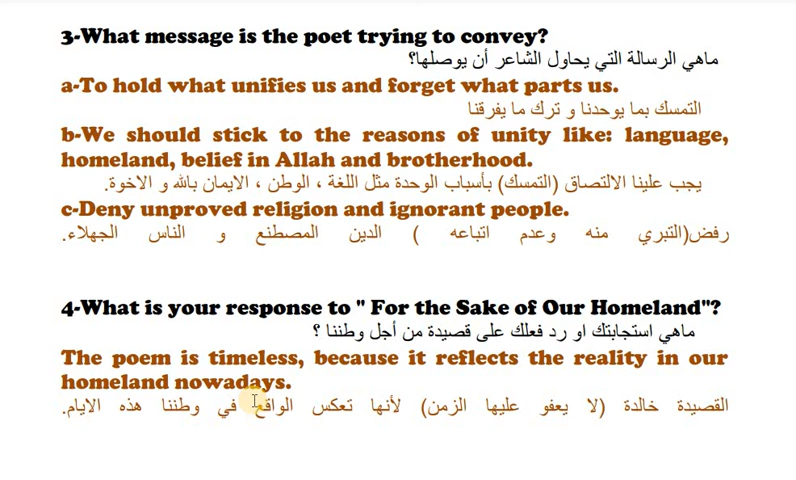 3-What message is the poet trying to convey?
ماهي الرسالة التي يحاول الشاعر أن يوصلها؟
a-To hold what unifies us and forget what parts us.
التمسك بما يوحدنا و ترك ما يفرقنا
b-We should stick to the reasons of unity like: language,
homeland, belief in Allah and brotherhood.
يجب علينا الالتصاق (التمسك) بأسباب الوحدة مثل اللغة ، الوطن ، الايمان بالله و الاخوة.
c-Deny unproved religion and ignorant people.
رفض(التبري منه وعدم اتباعه ) الدين المصطنع و الناس الجهلاء.
4-What is your response to " For the Sake of Our Homeland"?
ماهي استجابتك او رد فعلك على قصيدة من أجل وطننا ؟
The poem is timeless, because it reflects the reality in our
homeland nowadays.
القصيدة خالدة (لا يعفو عليها الزمن) لأنها تعكس الواقع في وطننا هذه الايام.